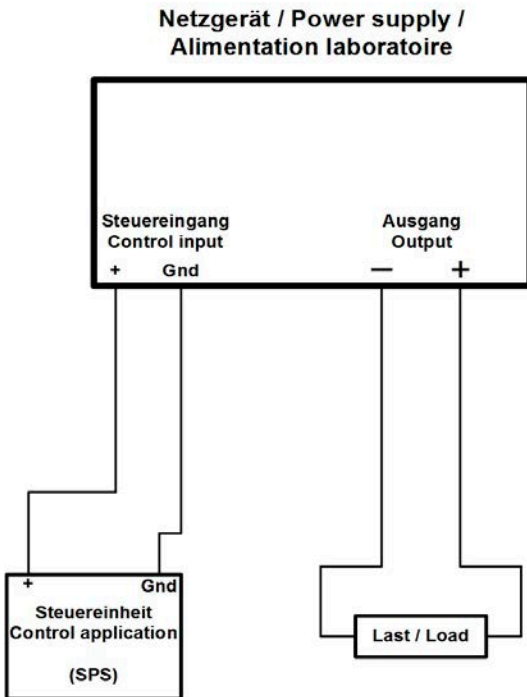 Netzgerät / Power supply /
Alimentation laboratoire
Steuereingang
Control input
+ Gnd
Ausgang
Output
— +
+ Gnd
Steuereinheit
Control application
(SPS)
Last / Load